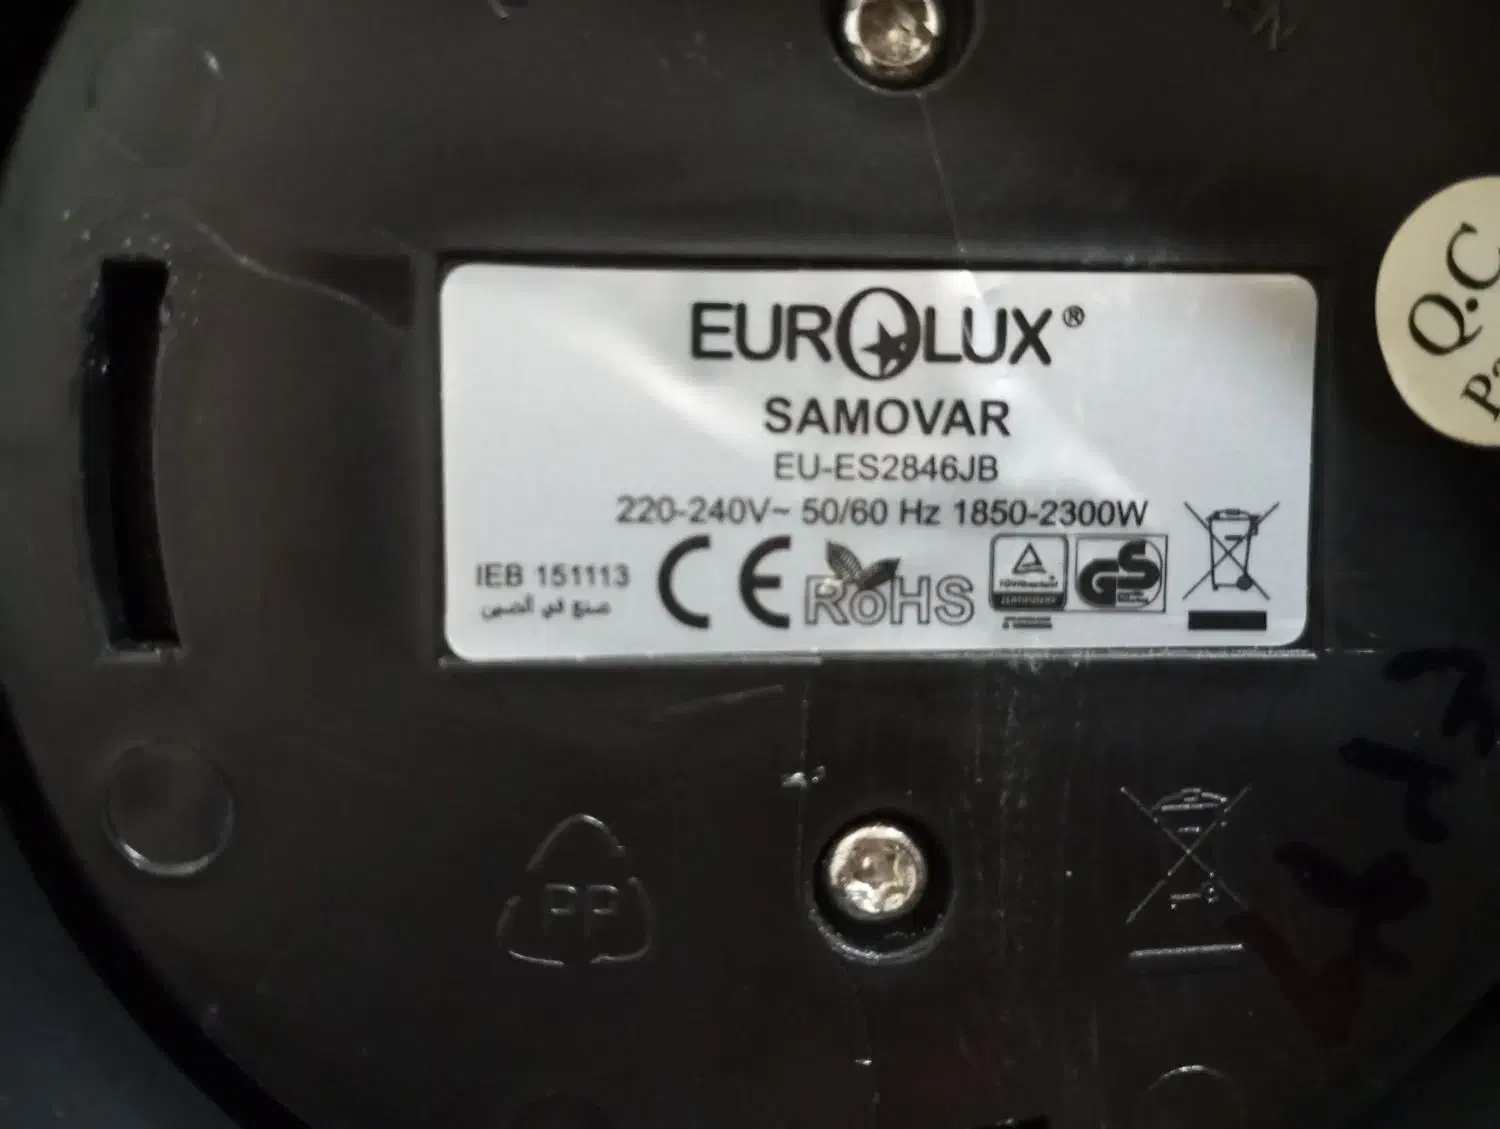 EUROLUX®
SAMOVAR
EU-ES2846JB
220-240V~ 50/60 Hz 1850-2300W
IEB 151113
صنع في الصين
CE
RoHS
GS
Q.C
PP